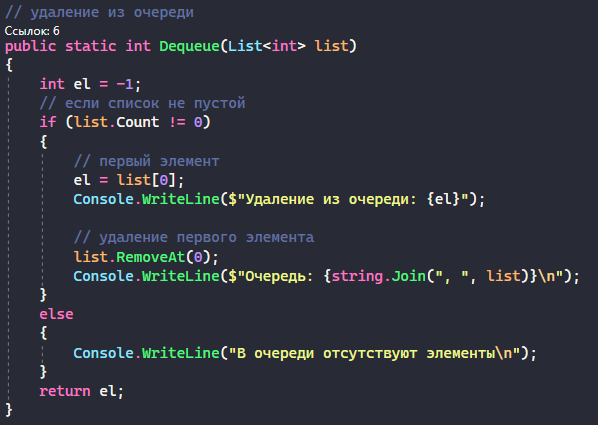 // удаление из очереди
Ссылок: 6
public static int Dequeue(List<int> list)
{
    int el = -1;
    // если список не пустой
    if (list.Count != 0)
    {
        // первый элемент
        el = list[0];
        Console.WriteLine($"Удаление из очереди: {el}");

        // удаление первого элемента
        list.RemoveAt(0);
        Console.WriteLine($"Очередь: {string.Join(", ", list)}\n");
    }
    else
    {
        Console.WriteLine("В очереди отсутствуют элементы\n");
    }
    return el;
}